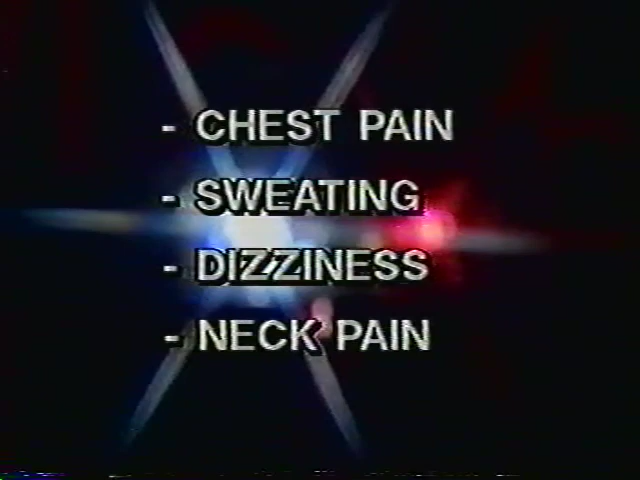 - CHEST PAIN
- SWEATING
- DIZZINESS
- NECK PAIN